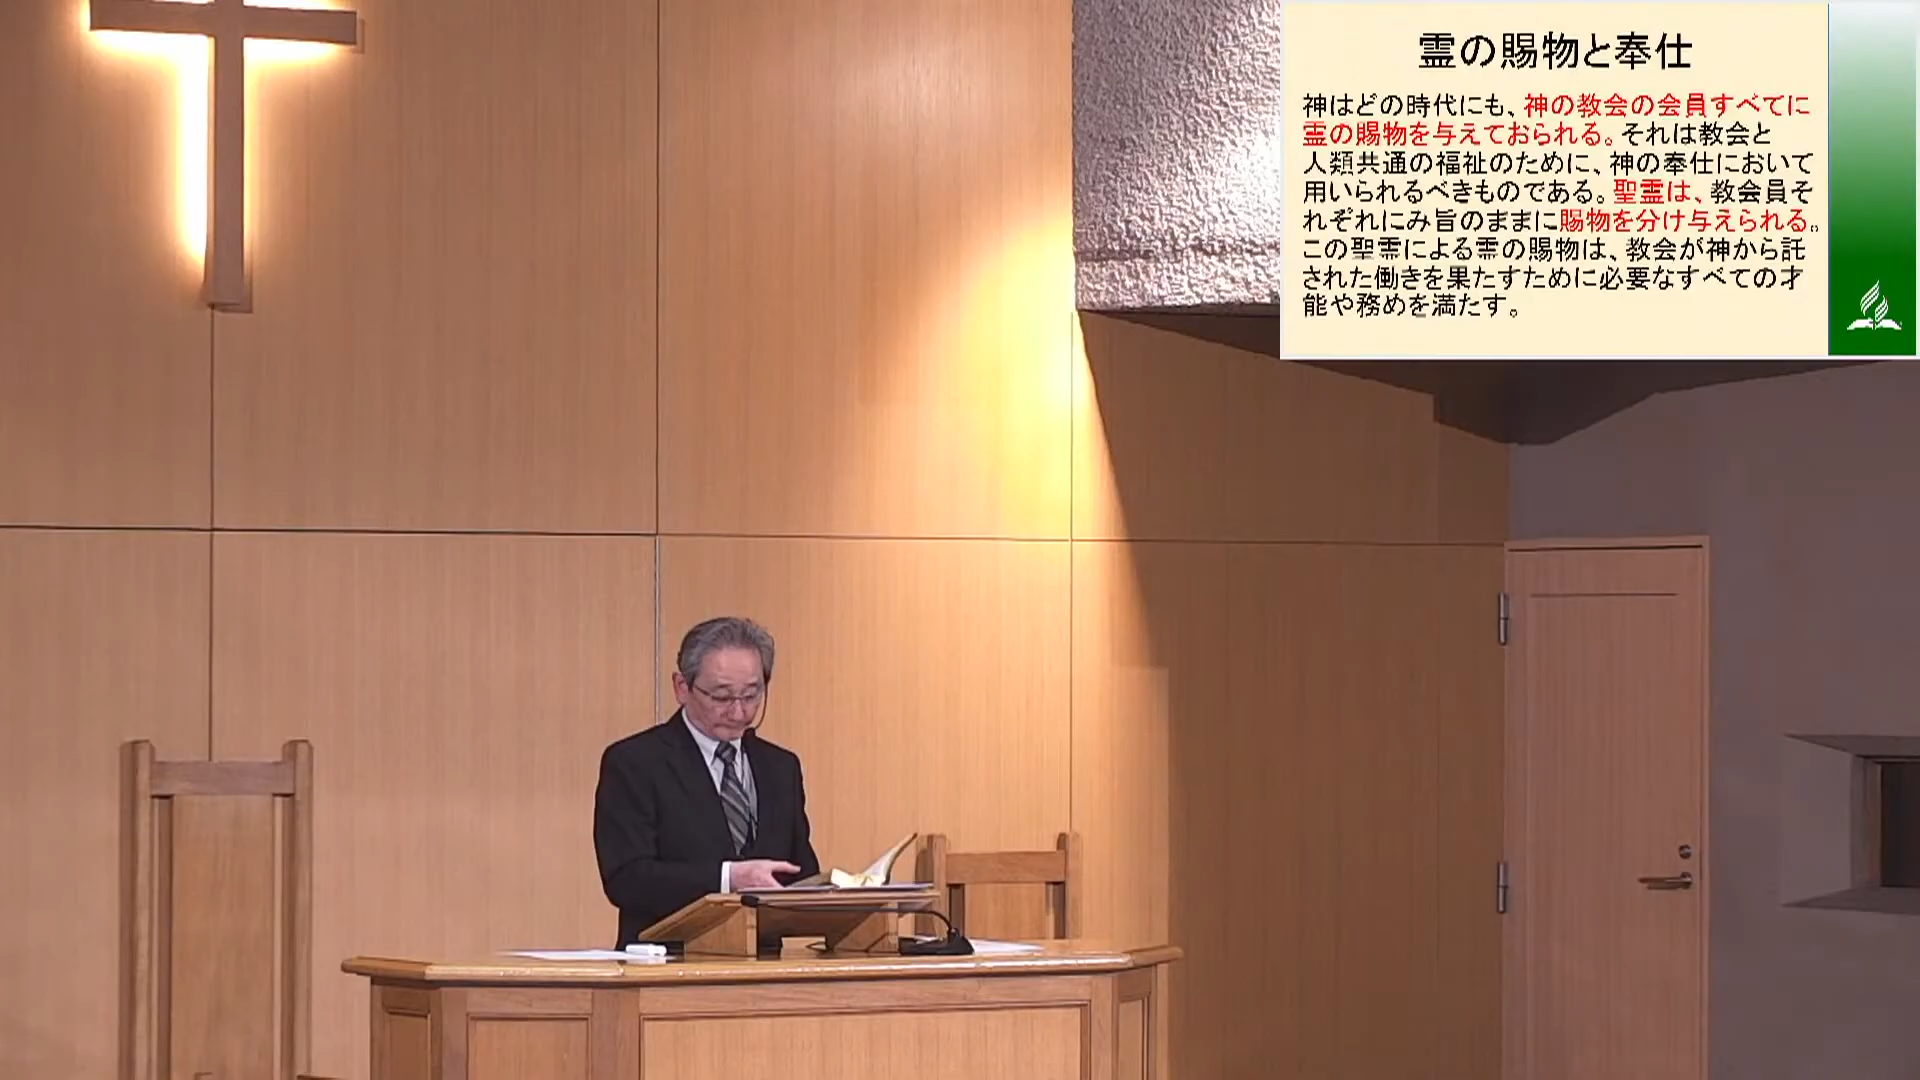 霊の賜物と奉仕
神はどの時代にも、神の教会の会員すべてに
霊の賜物を与えておられる。それは教会と
人類共通の福祉のために、神の奉仕において
用いられるべきものである。聖霊は、教会員そ
れぞれにみ旨のままに賜物を分け与えられる。
この聖霊による霊の賜物は、教会が神から託
された働きを果たすために必要なすべての才
能や務めを満たす。